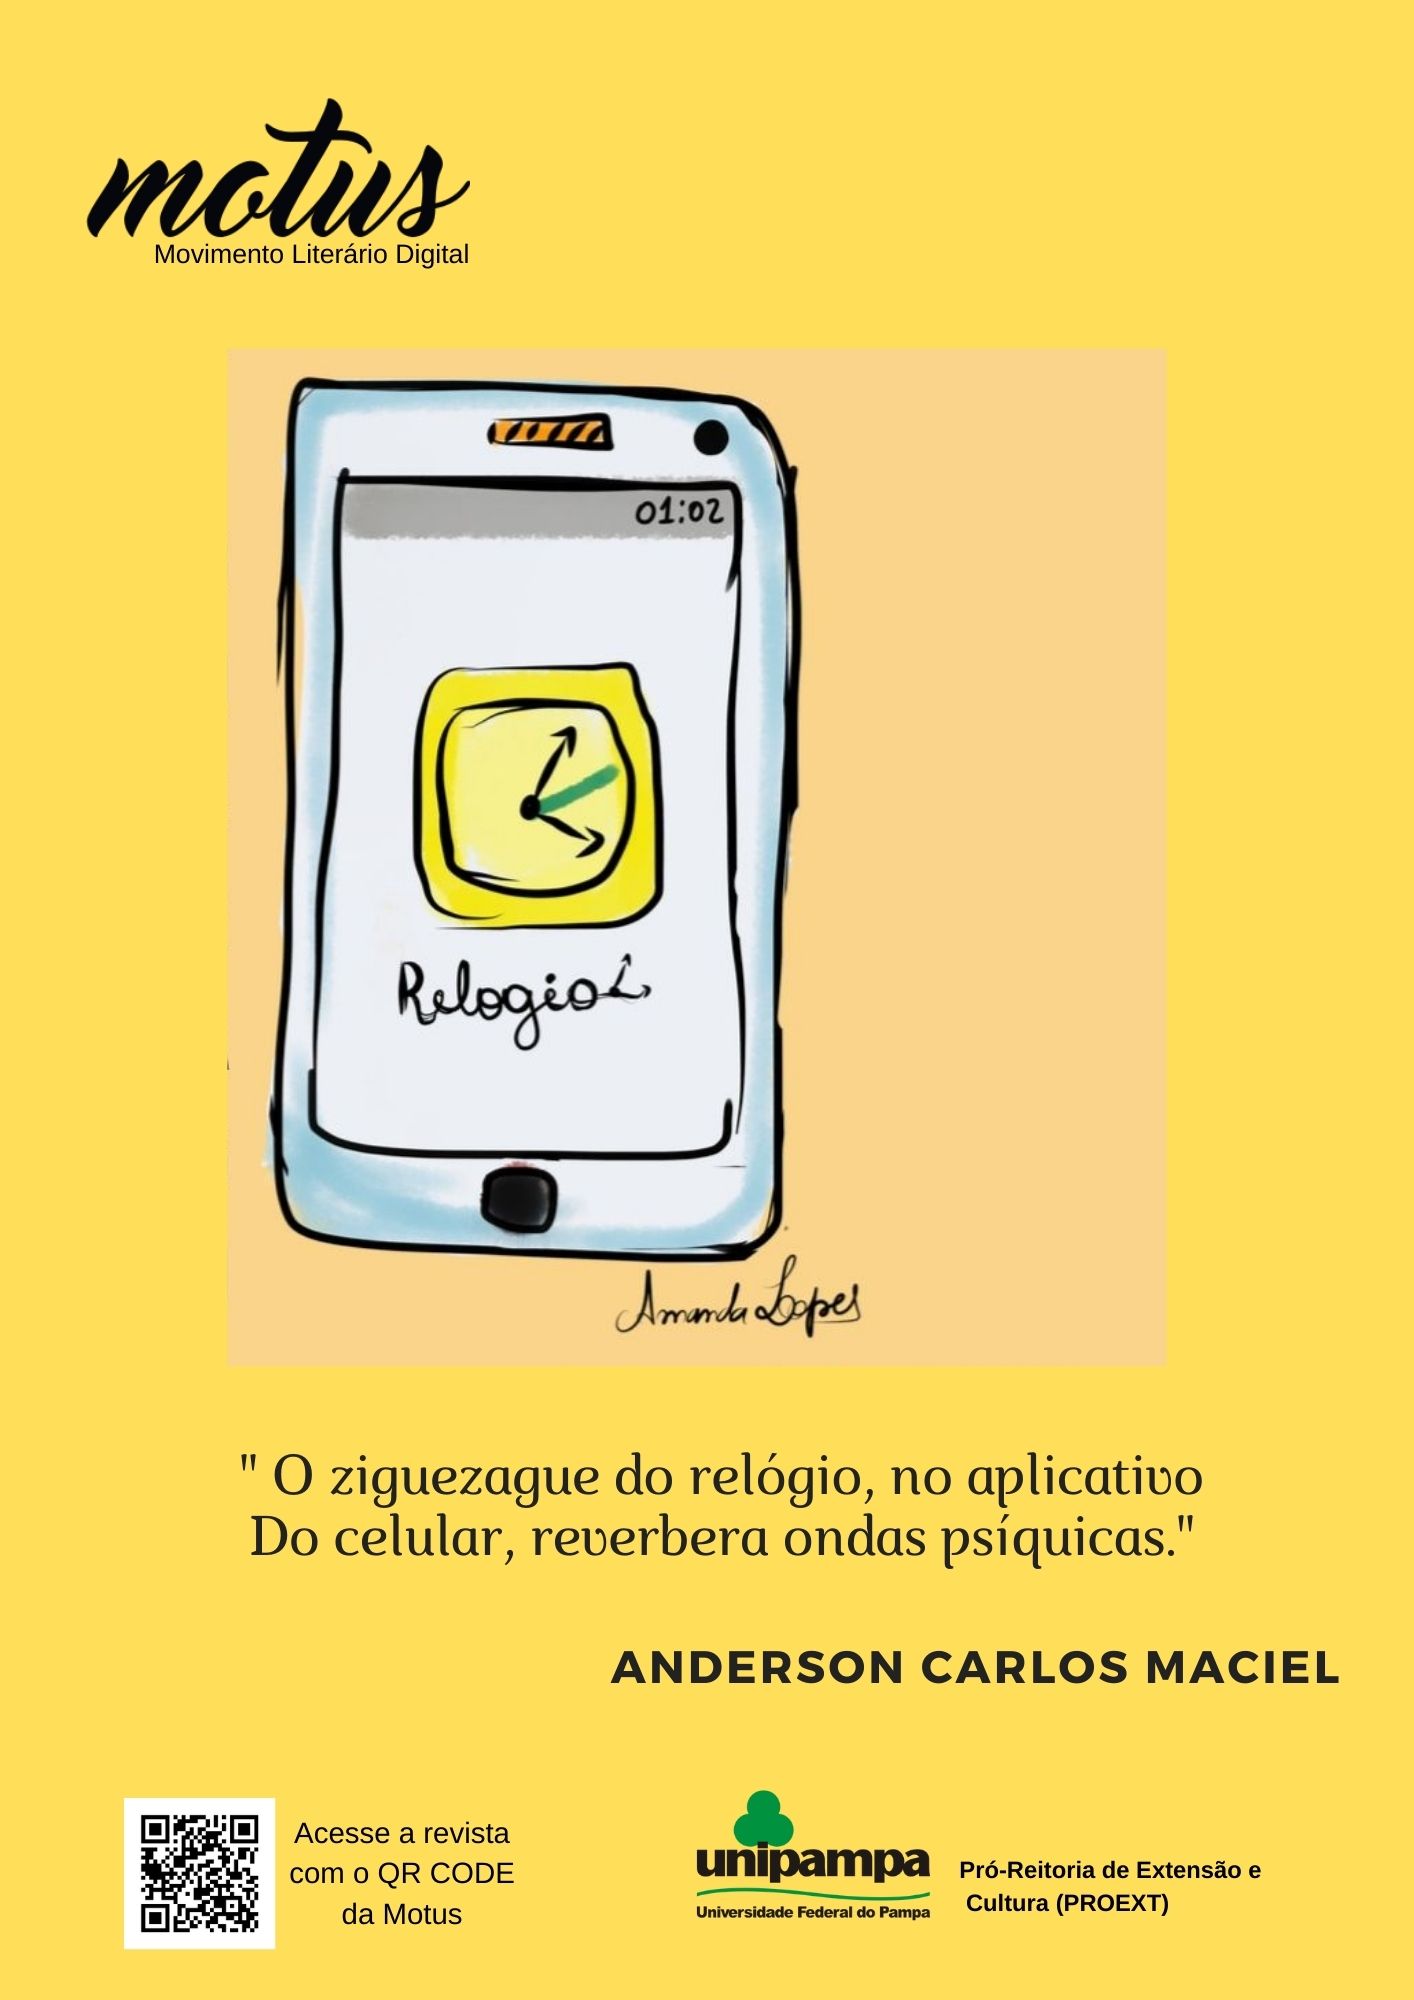 motus
Movimento Literário Digital
01:02
Relogio
Amanda Lopes
" O ziguezague do relógio, no aplicativo
Do celular, reverbera ondas psíquicas."
ANDERSON CARLOS MACIEL
Acesse a revista
com o QR CODE
da Motus
unipampa
Universidade Federal do Pampa
Pró-Reitoria de Extensão e
Cultura (PROEXT)